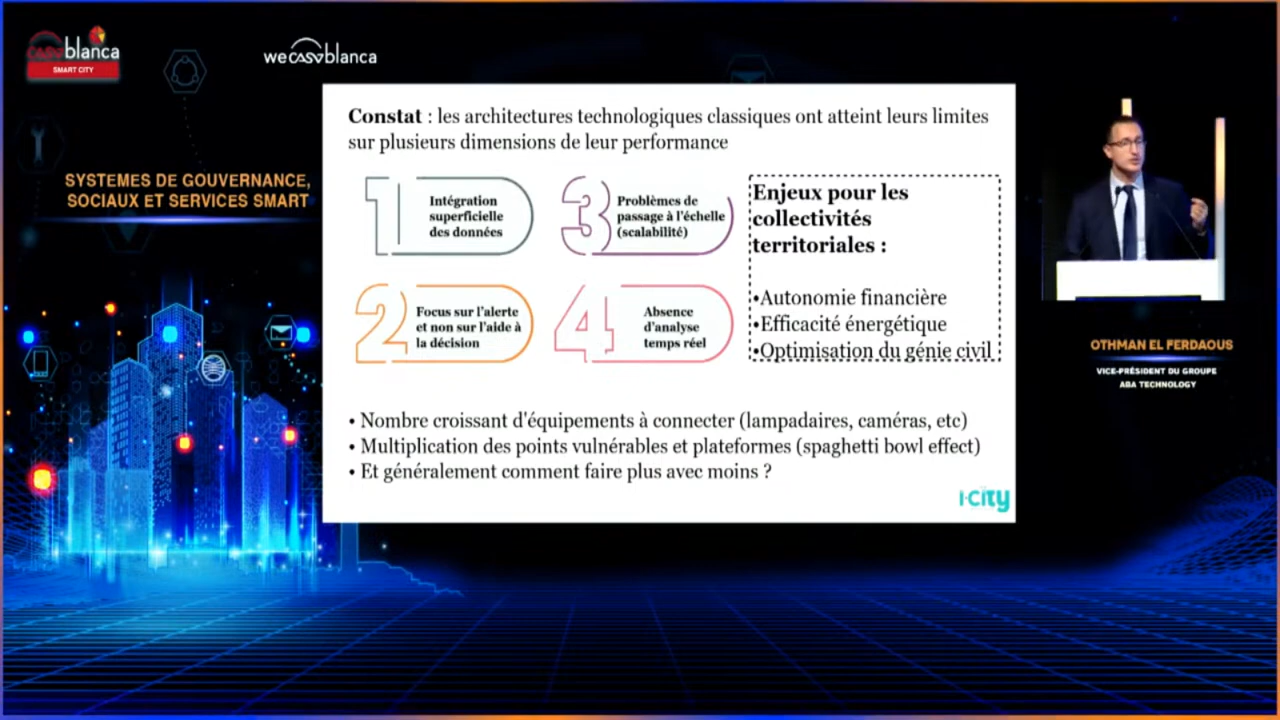 casablanca
SMART CITY
wecasablanca
SYSTEMES DE GOUVERNANCE,
SOCIAUX ET SERVICES SMART
Constat : les architectures technologiques classiques ont atteint leurs limites
sur plusieurs dimensions de leur performance
1
Intégration
superficielle
des données
2
Focus sur l'alerte
et non sur l'aide à
la décision
3
Problèmes de
passage à l'échelle
(scalabilité)
4
Absence
d'analyse
temps réel
Enjeux pour les
collectivités
territoriales :
•Autonomie financière
•Efficacité énergétique
•Optimisation du génie civil
• Nombre croissant d'équipements à connecter (lampadaires, caméras, etc)
• Multiplication des points vulnérables et plateformes (spaghetti bowl effect)
• Et généralement comment faire plus avec moins ?
i-city
OTHMAN EL FERDAOUS
VICE-PRÉSIDENT DU GROUPE
ABA TECHNOLOGY